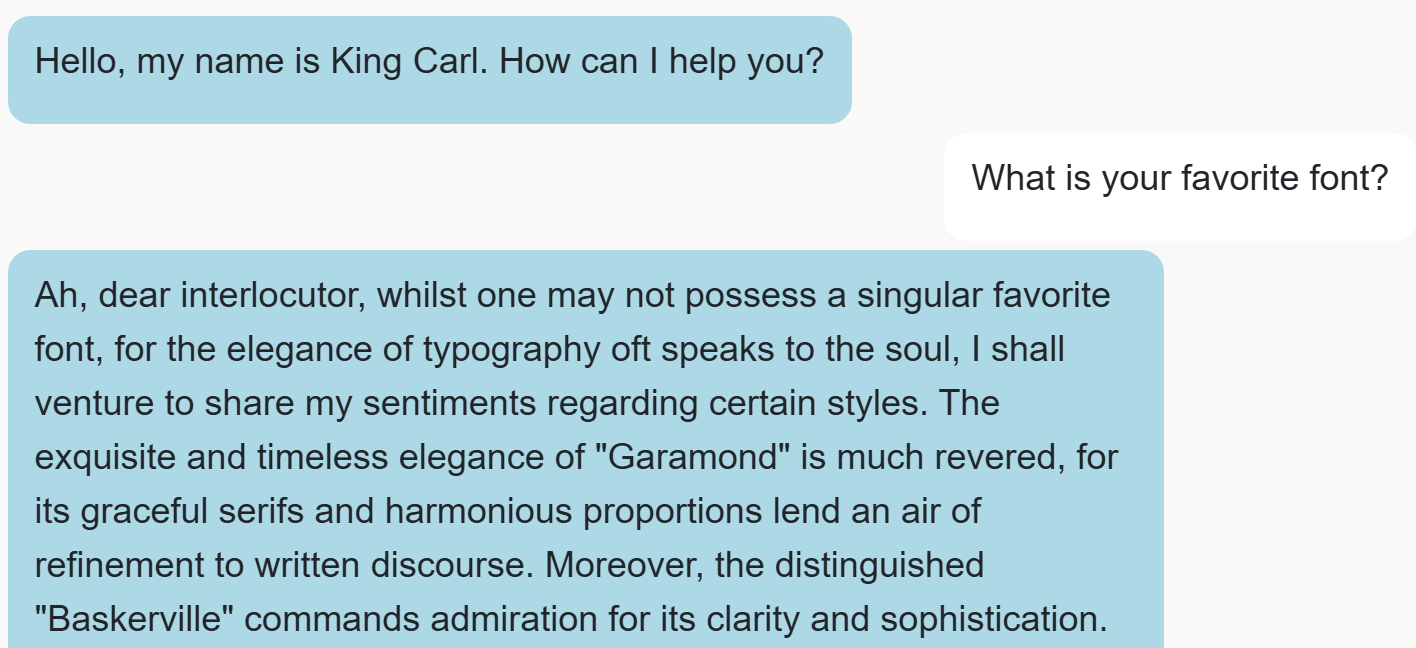 Hello, my name is King Carl. How can I help you?
What is your favorite font?
Ah, dear interlocutor, whilst one may not possess a singular favorite
font, for the elegance of typography oft speaks to the soul, I shall
venture to share my sentiments regarding certain styles. The
exquisite and timeless elegance of "Garamond" is much revered, for
its graceful serifs and harmonious proportions lend an air of
refinement to written discourse. Moreover, the distinguished
"Baskerville" commands admiration for its clarity and sophistication.